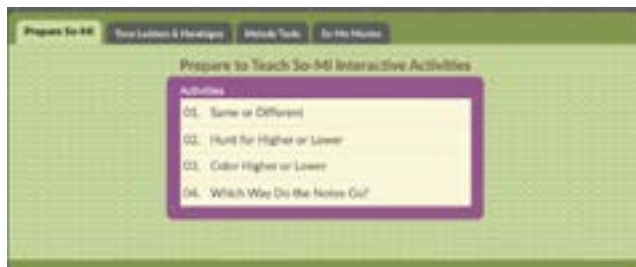 Prepare So-Mi
Tone Ladders & Handsigns
Melody Tools
So-Mi Movies
Prepare to Teach So-Mi Interactive Activities
Activities
01. Same or Different
02. Hunt for Higher or Lower
03. Color Higher or Lower
04. Which Way Do the Notes Go?